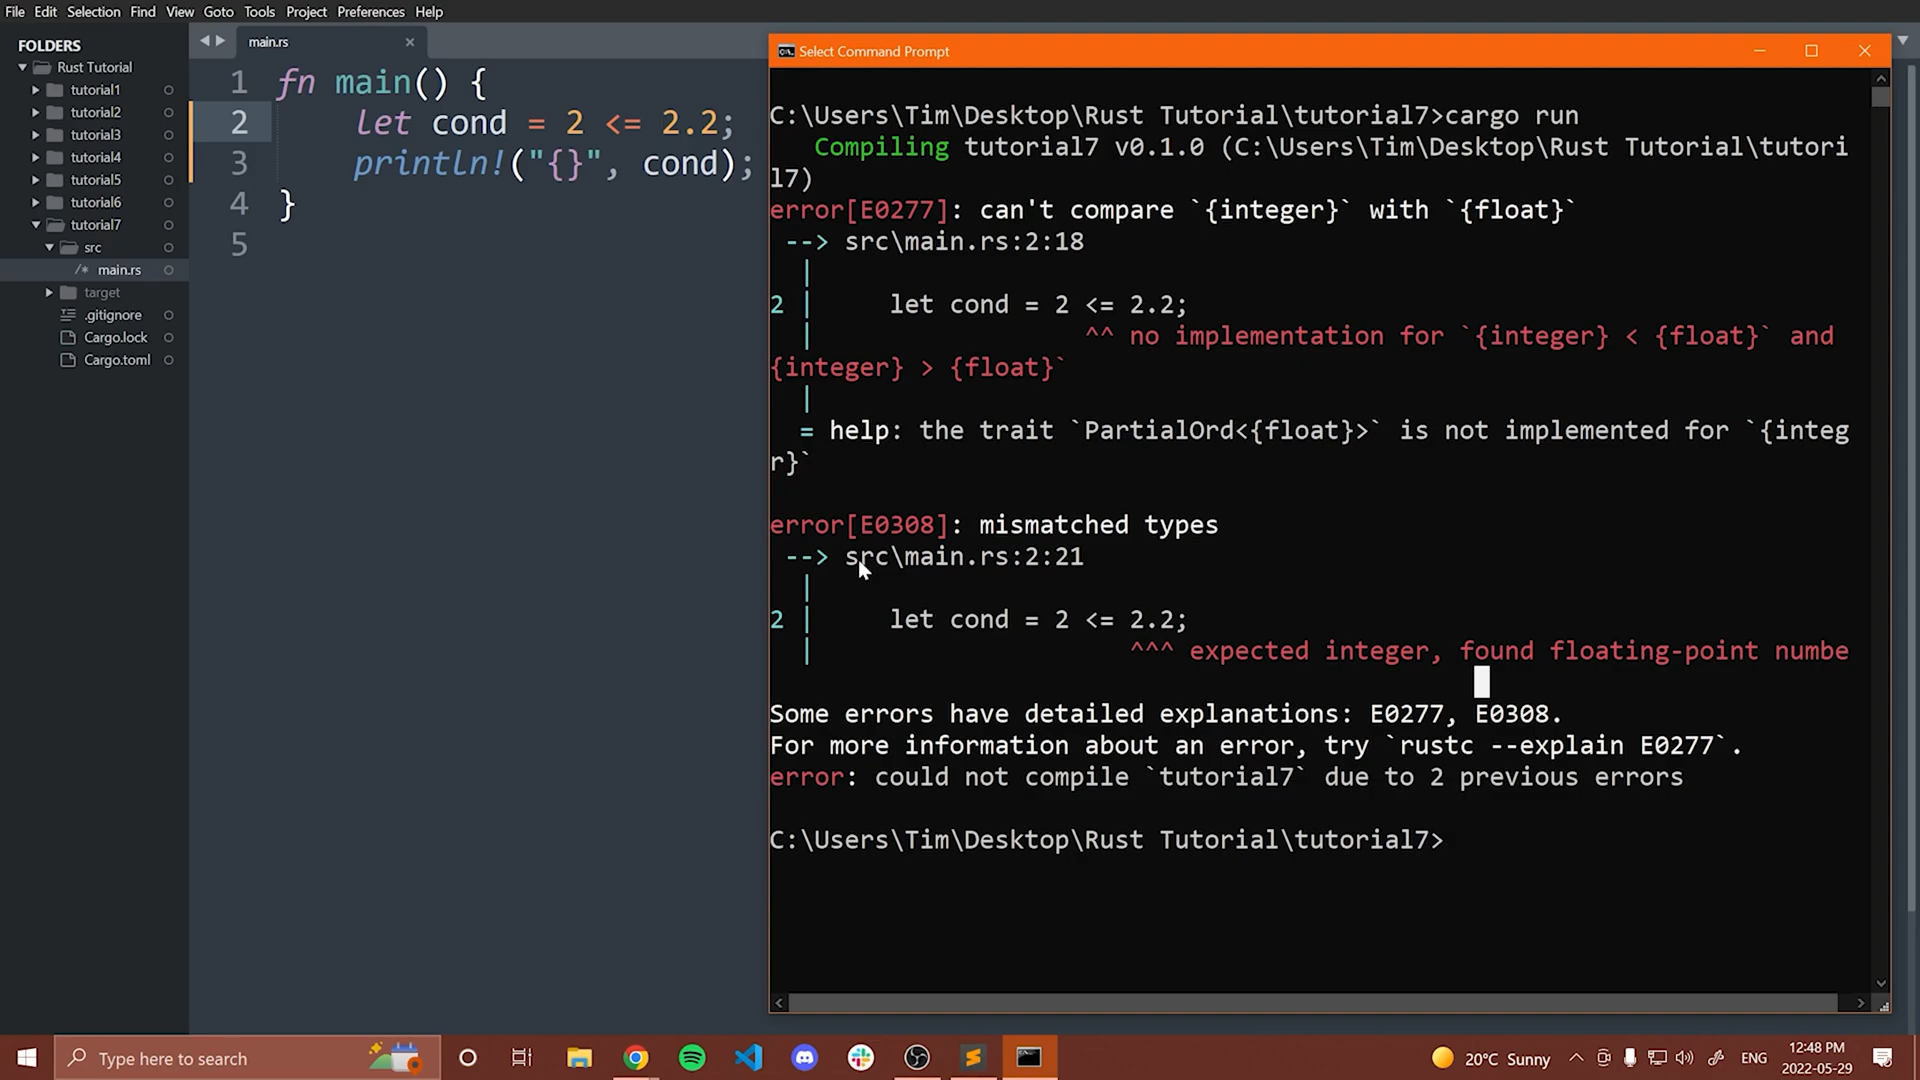 File Edit Selection Find View Goto Tools Project Preferences Help
FOLDERS
Rust Tutorial
tutorial1
tutorial2
tutorial3
tutorial4
tutorial5
tutorial6
tutorial7
src
/* main.rs
target
.gitignore
Cargo.lock
Cargo.toml
main.rs
1 fn main() {
2 let cond = 2 <= 2.2;
3 println!("{}", cond);
4 }
5
Select Command Prompt
C:\Users\Tim\Desktop\Rust Tutorial\tutorial7>cargo run
Compiling tutorial7 v0.1.0 (C:\Users\Tim\Desktop\Rust Tutorial\tutori
l7)
error[E0277]: can't compare `{integer}` with `{float}`
--> src\main.rs:2:18
|
2 | let cond = 2 <= 2.2;
| ^^ no implementation for `{integer} < {float}` and
{integer} > {float}`
|
= help: the trait `PartialOrd<{float}>` is not implemented for `{integ
r}`
error[E0308]: mismatched types
--> src\main.rs:2:21
|
2 | let cond = 2 <= 2.2;
| ^^^ expected integer, found floating-point numbe
Some errors have detailed explanations: E0277, E0308.
For more information about an error, try `rustc --explain E0277`.
error: could not compile `tutorial7` due to 2 previous errors
C:\Users\Tim\Desktop\Rust Tutorial\tutorial7>
Type here to search
20°C Sunny
ENG
12:48 PM
2022-05-29